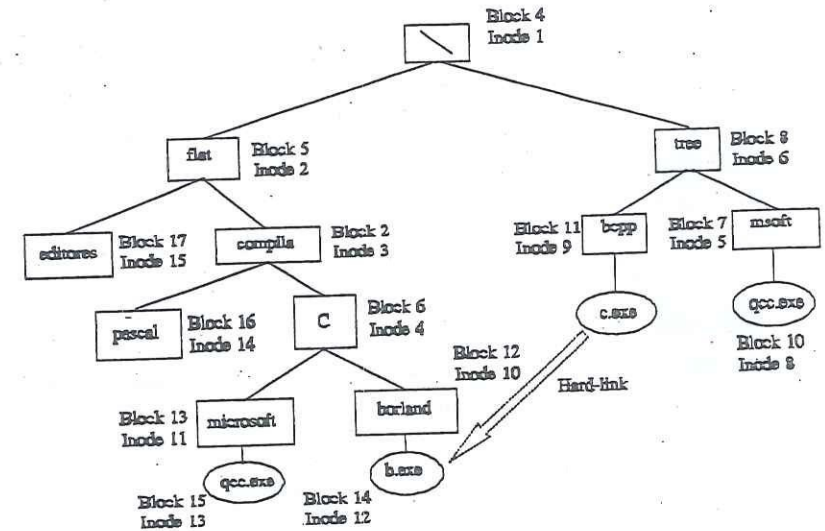 Block 4
Inode 1
\
flat
Block 5
Inode 2
tree
Block 8
Inode 6
editores
Block 17
Inode 15
compila
Block 2
Inode 3
Block 11
Inode 9
bcpp
Block 7
Inode 5
msoft
pascal
Block 16
Inode 14
C
Block 6
Inode 4
c.exe
qcc.exe
Block 10
Inode 8
Block 12
Inode 10
Hard-link
Block 13
Inode 11
microsoft
borland
qcc.exe
b.exe
Block 15
Inode 13
Block 14
Inode 12